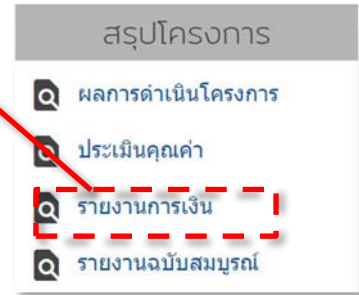 สรุปโครงการ
ผลการดำเนินโครงการ
ประเมินคุณค่า
รายงานการเงิน
รายงานฉบับสมบูรณ์